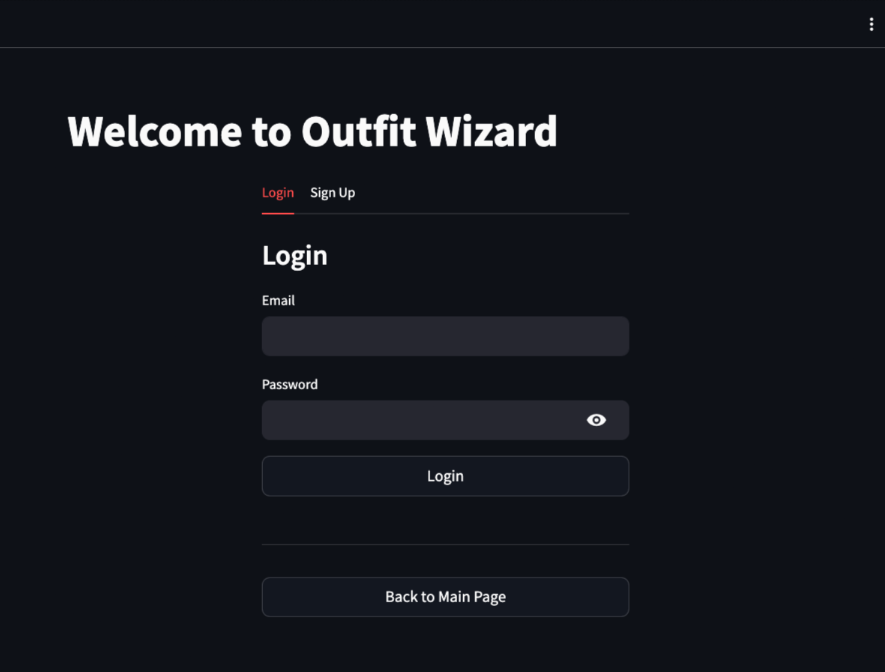 Welcome to Outfit Wizard
Login Sign Up
Login
Email
Password
Login
Back to Main Page